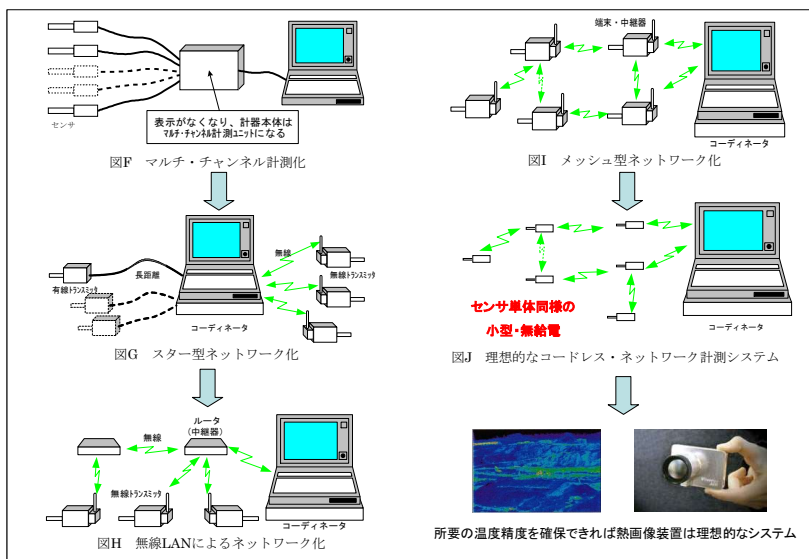 センサ
表示がなくなり、計器本体は
マルチ・チャンネル計測ユニットになる
図F マルチ・チャンネル計測化
有線トランスミッタ
長距離
無線
無線トランスミッタ
コーディネータ
図G スター型ネットワーク化
ルータ
(中継器)
無線
無線トランスミッタ
コーディネータ
図H 無線LANによるネットワーク化
端末・中継器
コーディネータ
図I メッシュ型ネットワーク化
センサ単体同様の
小型・無給電
コーディネータ
図J 理想的なコードレス・ネットワーク計測システム
所要の温度精度を確保できれば熱画像装置は理想的なシステム